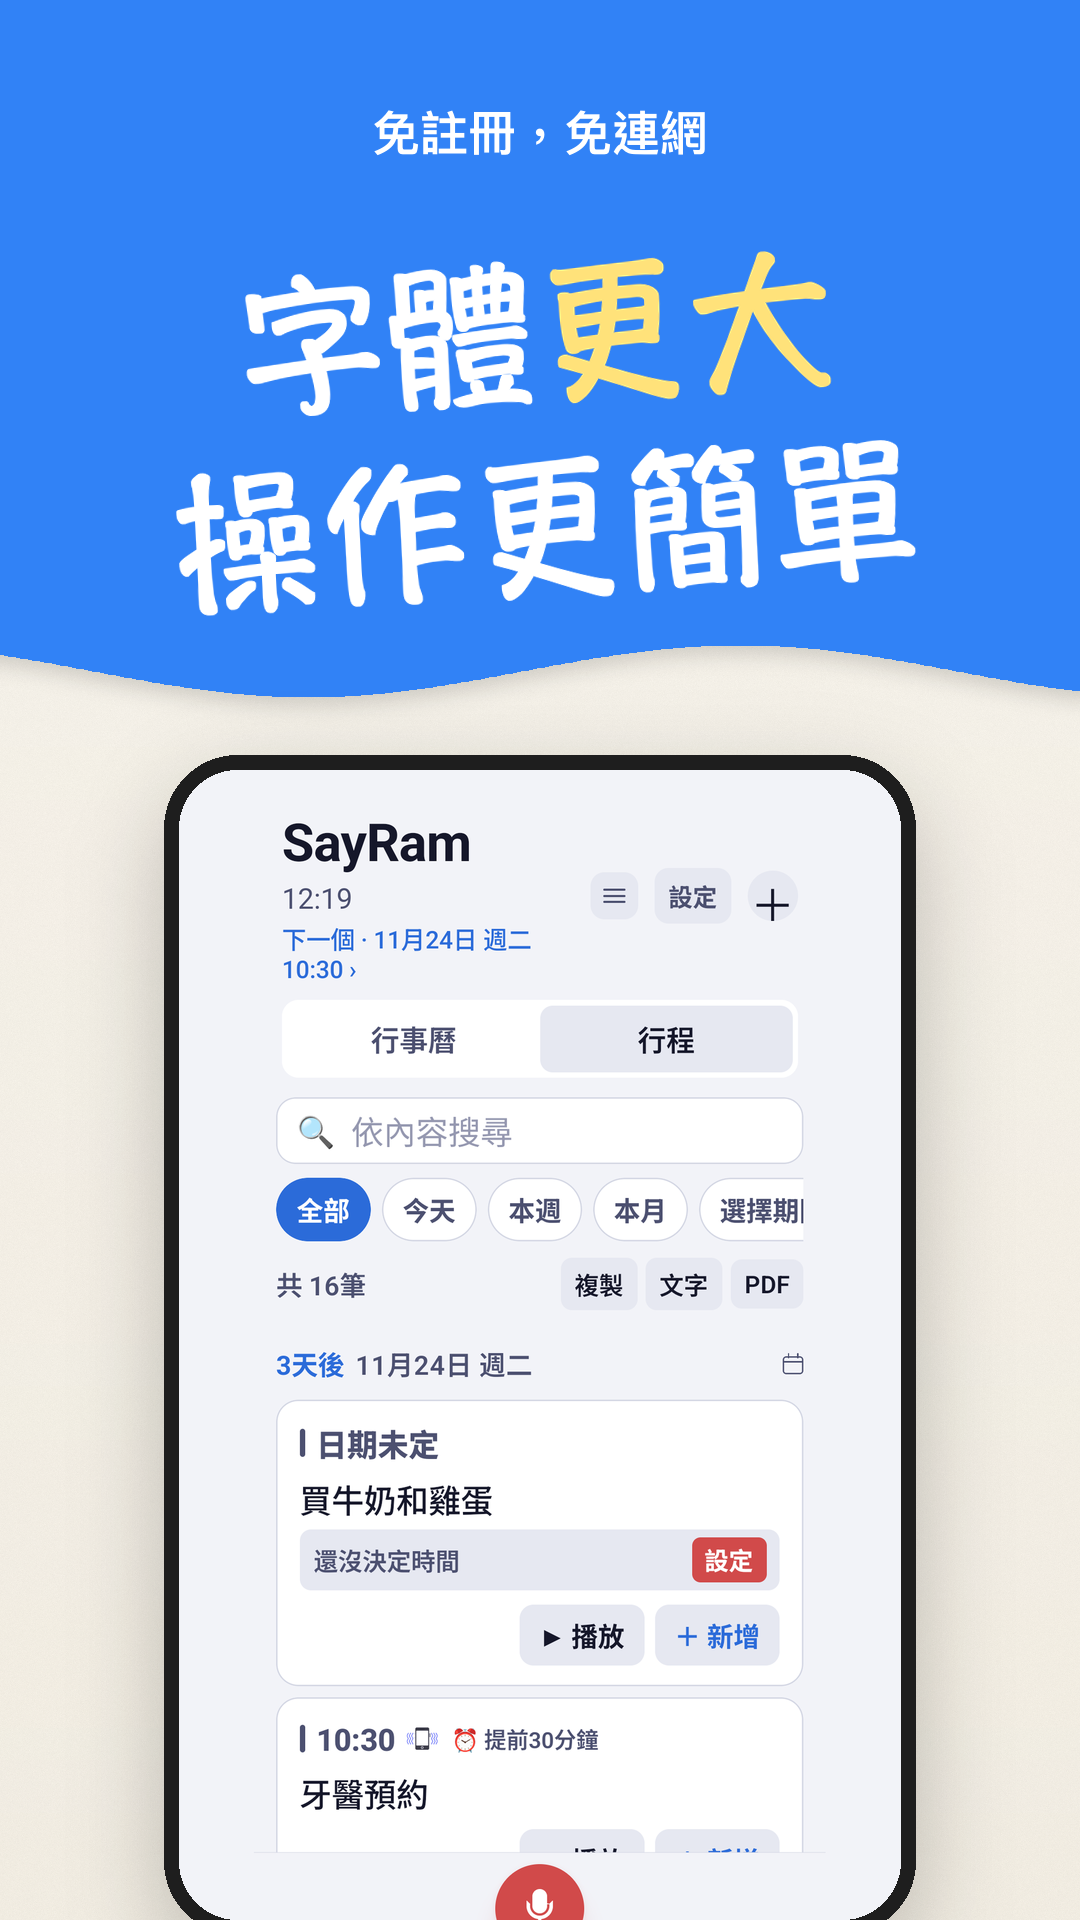 免註冊，免連網
字體更大
操作更簡單
SayRam
12:19
設定
下一個 · 11月24日 週二
10:30 ›
行事曆
行程
依內容搜尋
全部
今天
本週
本月
選擇期
共 16筆
複製
文字
PDF
3天後 11月24日 週二
日期未定
買牛奶和雞蛋
還沒決定時間
設定
▶ 播放
＋ 新增
10:30
提前30分鐘
牙醫預約